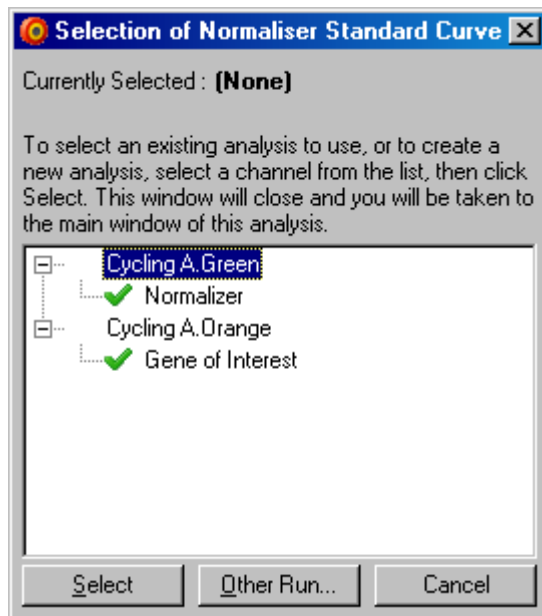 Selection of Normaliser Standard Curve
Currently Selected : (None)
To select an existing analysis to use, or to create a
new analysis, select a channel from the list, then click
Select. This window will close and you will be taken to
the main window of this analysis.
Cycling A.Green
Normalizer
Cycling A.Orange
Gene of Interest
Select Other Run... Cancel